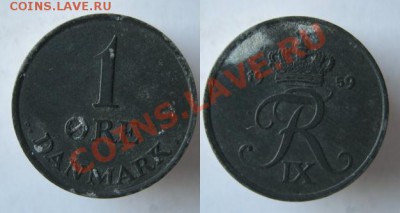 COINS.LAVE.RU
1
ØRE
DANMARK
59
R
IX
COINS.LAVE.RU